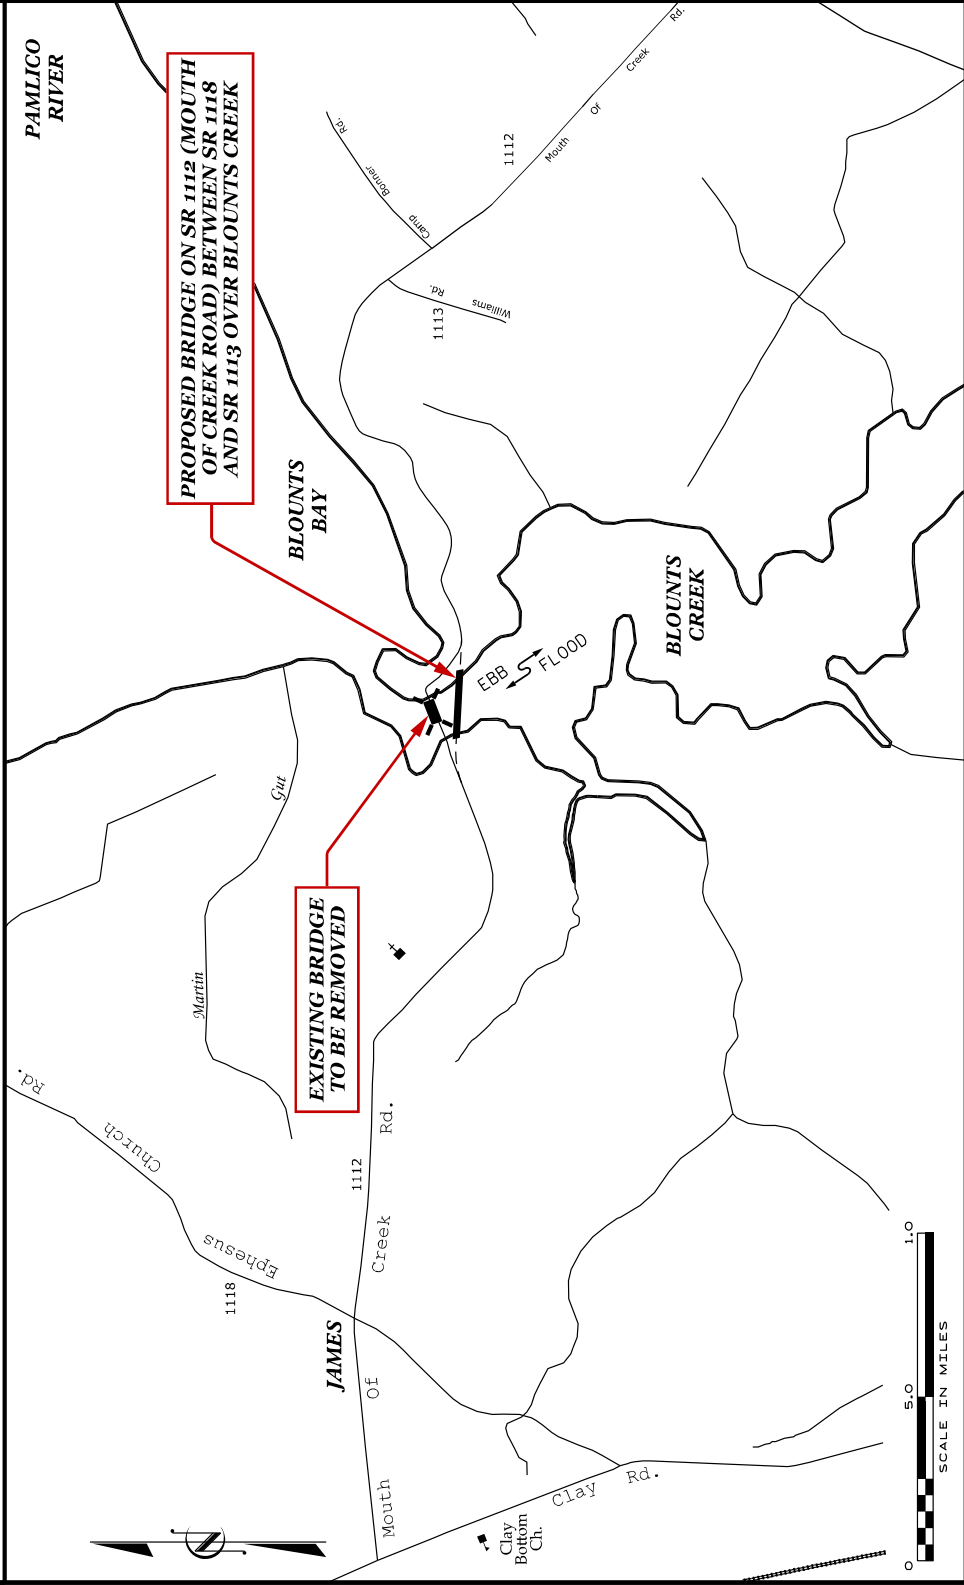 PAMLICO
RIVER
PROPOSED BRIDGE ON SR 1112 (MOUTH
OF CREEK ROAD) BETWEEN SR 1118
AND SR 1113 OVER BLOUNTS CREEK
BLOUNTS
BAY
EXISTING BRIDGE
TO BE REMOVED
Camp Bonner Rd.
1112
Mouth Of Creek Rd.
Williams Rd.
1113
EBB
FLOOD
BLOUNTS
CREEK
Martin Gut
Ephesus Church Rd.
1118
JAMES
Mouth Of Creek Rd.
1112
Clay Rd.
Clay
Bottom
Ch.
N
0 5.0 1.0
SCALE IN MILES